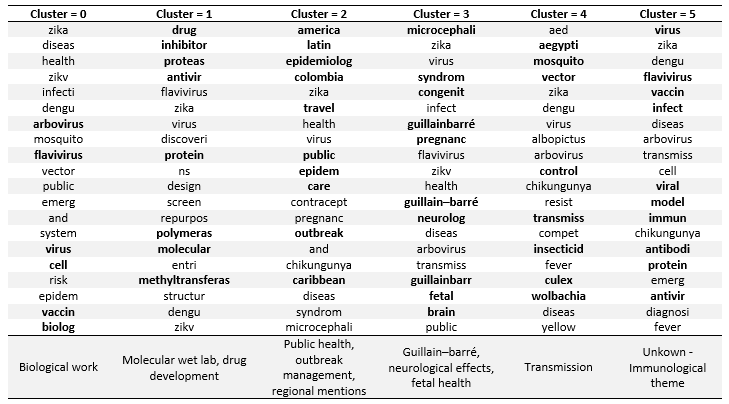 Cluster = 0 Cluster = 1 Cluster = 2 Cluster = 3 Cluster = 4 Cluster = 5
zika drug america microcephali aed virus
diseas inhibitor latin zika aegypti zika
health proteas epidemiolog virus mosquito dengu
zikv antivir colombia syndrom vector flavivirus
infecti flavivirus zika congenit zika vaccin
dengu zika travel infect dengu infect
arbovirus virus health guillainbarré virus diseas
mosquito discoveri virus pregnanc albopictus arbovirus
flavivirus protein public flavivirus arbovirus transmiss
vector ns epidem zikv control cell
public design care health chikungunya viral
emerg screen contracept guillain–barré resist model
and repurpos pregnanc neurolog transmiss immun
system polymeras outbreak diseas compet chikungunya
virus molecular and arbovirus insecticid antibodi
cell entri chikungunya transmiss fever protein
risk methyltransferas caribbean guillainbarr culex emerg
epidem structur diseas fetal wolbachia antivir
vaccin dengu syndrom brain diseas diagnosi
biolog zikv microcephali public yellow fever
Biological work
Molecular wet lab, drug
development
Public health,
outbreak
management,
regional mentions
Guillain–barré,
neurological effects,
fetal health
Transmission
Unkown -
Immunological
theme